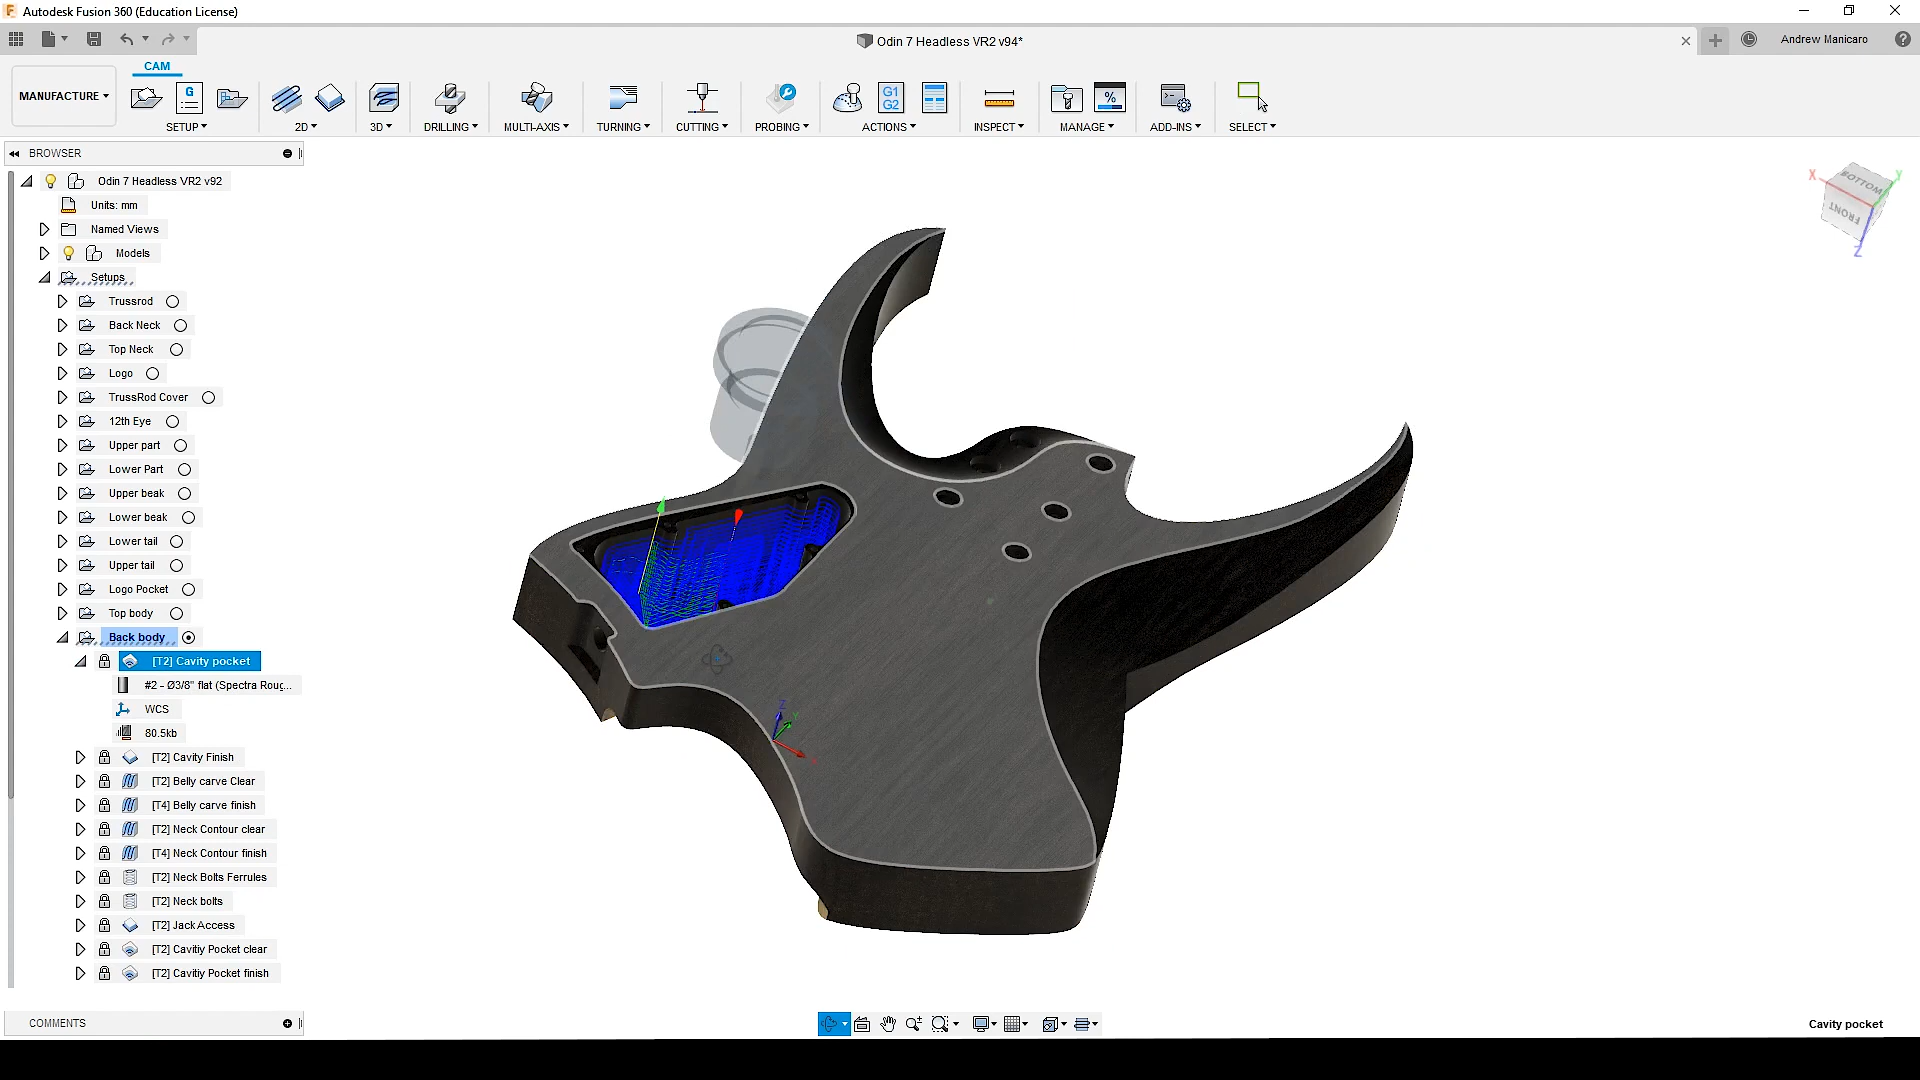 Autodesk Fusion 360 (Education License)
Odin 7 Headless VR2 v94*
Andrew Manicaro
CAM
MANUFACTURE
G
G1
G2
%
SETUP
2D
3D
DRILLING
MULTI-AXIS
TURNING
CUTTING
PROBING
ACTIONS
INSPECT
MANAGE
ADD-INS
SELECT
BROWSER
Odin 7 Headless VR2 v92
Units: mm
Named Views
Models
Setups
Trussrod
Back Neck
Top Neck
Logo
TrussRod Cover
12th Eye
Upper part
Lower Part
Upper beak
Lower beak
Lower tail
Upper tail
Logo Pocket
Top body
Back body
[T2] Cavity pocket
#2 - Ø3/8" flat (Spectra Roug...
WCS
80.5kb
[T2] Cavity Finish
[T2] Belly carve Clear
[T4] Belly carve finish
[T2] Neck Contour clear
[T4] Neck Contour finish
[T2] Neck Bolts Ferrules
[T2] Neck bolts
[T2] Jack Access
[T2] Cavitiy Pocket clear
[T2] Cavitiy Pocket finish
COMMENTS
X
Y
Z
BOTTOM
FRONT
Z
Y
X
Cavity pocket